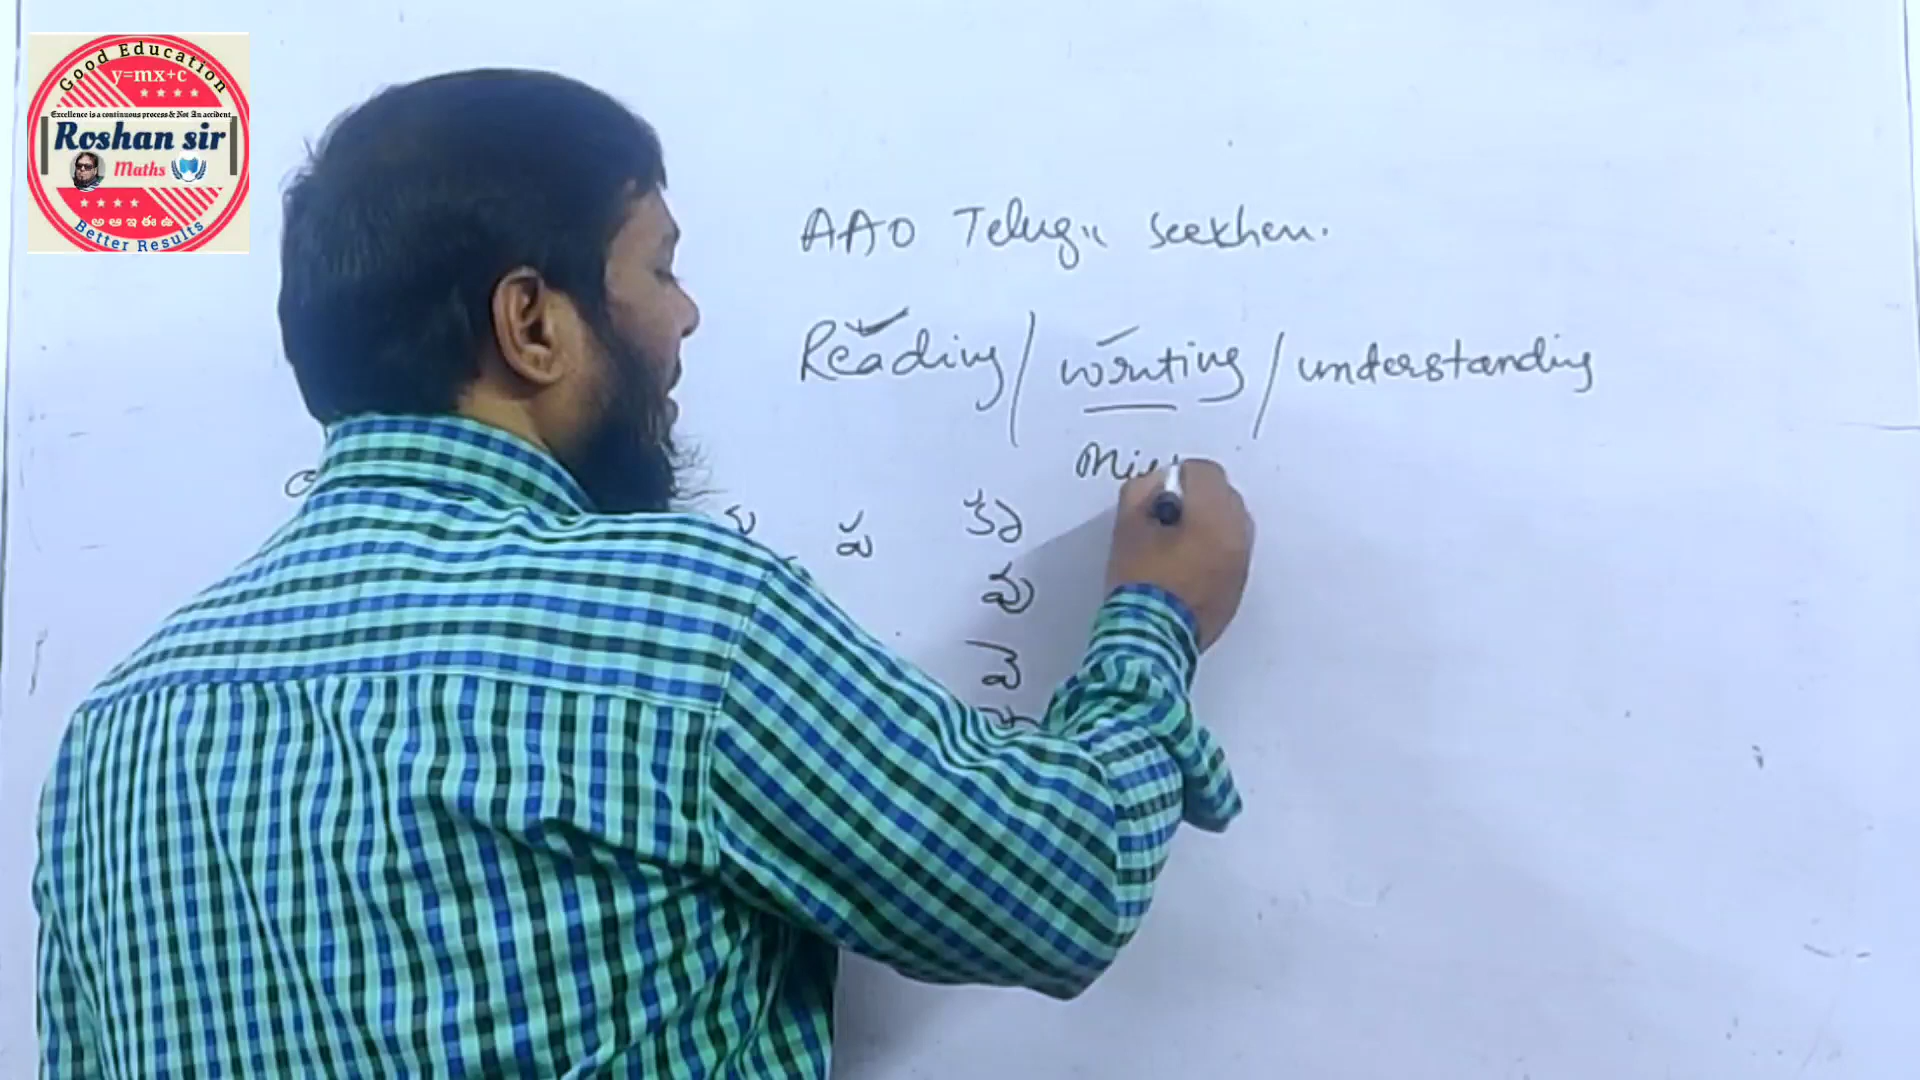 Good Education
y=mx+c
Excellence is a continuous process & Not An accident
Roshan sir
Maths
అ ఆ ఇ ఈ ఉ
Better Results
AAO Telugu seekhen.
Reading / writing / understanding
ప
వు
వె